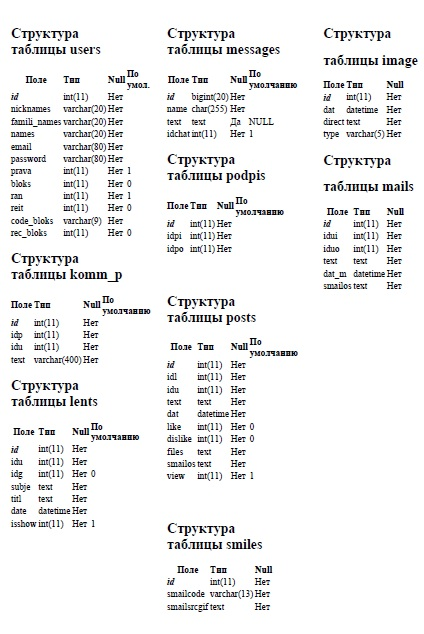 Структура
таблицы users
Поле Тип Null По умол.
id int(11) Нет
nicknames varchar(20) Нет
famili_names varchar(20) Нет
names varchar(20) Нет
email varchar(80) Нет
password varchar(80) Нет
prava int(11) Нет 1
bloks int(11) Нет 0
ran int(11) Нет 1
reit int(11) Нет 0
code_bloks varchar(9) Нет
rec_bloks int(11) Нет 0
Структура
таблицы komm_p
Поле Тип Null По умолчанию
id int(11) Нет
idp int(11) Нет
idu int(11) Нет
text varchar(400) Нет
Структура
таблицы lents
Поле Тип Null По умолчанию
id int(11) Нет
idu int(11) Нет
idg int(11) Нет 0
subje text Нет
titl text Нет
date datetime Нет
isshow int(11) Нет 1
Структура
таблицы messages
Поле Тип Null По умолчанию
id bigint(20) Нет
name char(255) Нет
text text Да NULL
idchat int(11) Нет 1
Структура
таблицы podpis
Поле Тип Null По умолчанию
id int(11) Нет
idpi int(11) Нет
idpo int(11) Нет
Структура
таблицы posts
Поле Тип Null По умолчанию
id int(11) Нет
idl int(11) Нет
idu int(11) Нет
text text Нет
dat datetime Нет
like int(11) Нет 0
dislike int(11) Нет 0
files text Нет
smailos text Нет
view int(11) Нет 1
Структура
таблицы smiles
Поле Тип Null
id int(11) Нет
smailcode varchar(13) Нет
smailsrcgif text Нет
Структура
таблицы image
Поле Тип Null
id int(11) Нет
dat datetime Нет
direct text Нет
type varchar(5) Нет
Структура
таблицы mails
Поле Тип Null
id int(11) Нет
idui int(11) Нет
iduo int(11) Нет
text text Нет
dat_m datetime Нет
smailos text Нет